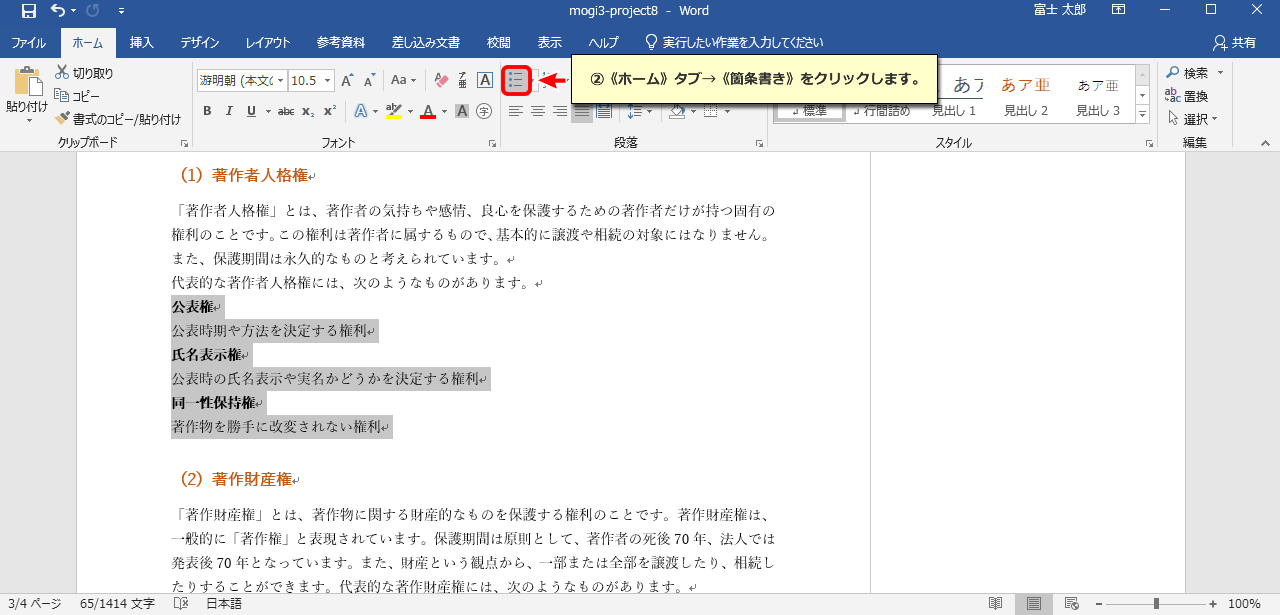 mogi3-project8 - Word
富士 太郎
ファイル ホーム 挿入 デザイン レイアウト 参考資料 差し込み文書 校閲 表示 ヘルプ 実行したい作業を入力してください 共有
貼り付け
切り取り
コピー
書式のコピー/貼り付け
クリップボード
游明朝 (本文の 10.5
B I U abc x₂ x²
フォント
段落
②《ホーム》タブ→《箇条書き》をクリックします。
あア亜 あア亜
標準 行間詰め 見出し 1 見出し 2 見出し 3
スタイル
検索
置換
選択
編集
（1）著作者人格権
「著作者人格権」とは、著作者の気持ちや感情、良心を保護するための著作者だけが持つ固有の
権利のことです。この権利は著作者に属するもので、基本的に譲渡や相続の対象にはなりません。
また、保護期間は永久的なものと考えられています。
代表的な著作者人格権には、次のようなものがあります。
公表権
公表時期や方法を決定する権利
氏名表示権
公表時の氏名表示や実名かどうかを決定する権利
同一性保持権
著作物を勝手に改変されない権利
（2）著作財産権
「著作財産権」とは、著作物に関する財産的なものを保護する権利のことです。著作財産権は、
一般的に「著作権」と表現されています。保護期間は原則として、著作者の死後 70 年、法人では
発表後 70 年となっています。また、財産という観点から、一部または全部を譲渡したり、相続し
たりすることができます。代表的な著作財産権には、次のようなものがあります。
3/4 ページ 65/1414 文字 日本語 100%